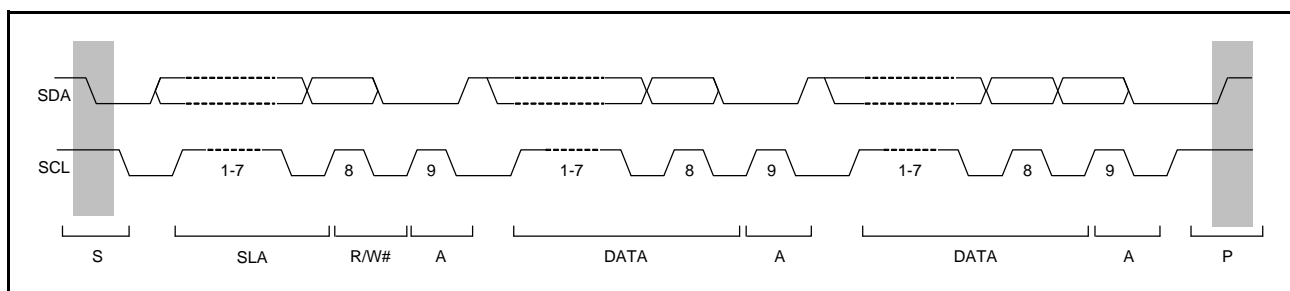 SDA
SCL
1-7 8 9 1-7 8 9 1-7 8 9
S SLA R/W# A DATA A DATA A P